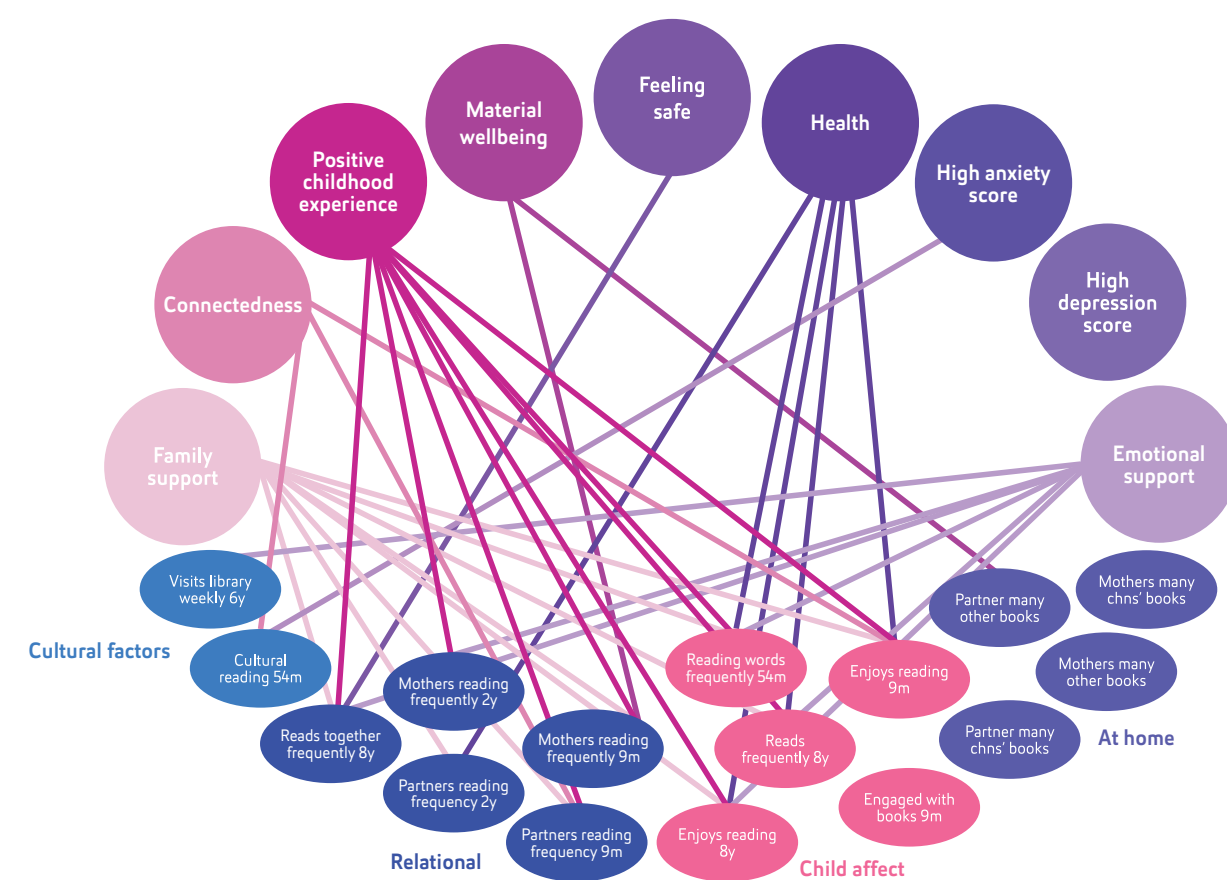 Feeling
safe
Material
wellbeing
Health
Positive
childhood
experience
High anxiety
score
Connectedness
High
depression
score
Family
support
Emotional
support
Visits library
weekly 6y
Mothers many
chns’ books
Partner many
other books
Cultural factors
Cultural
reading 54m
Reading words
frequently 54m
Enjoys reading
9m
Mothers many
other books
Mothers reading
frequently 2y
Reads together
frequently 8y
Mothers reading
frequently 9m
Reads
frequently 8y
Partner many
chns’ books
At home
Partners reading
frequency 2y
Engaged with
books 9m
Partners reading
frequency 9m
Enjoys reading
8y
Relational
Child affect